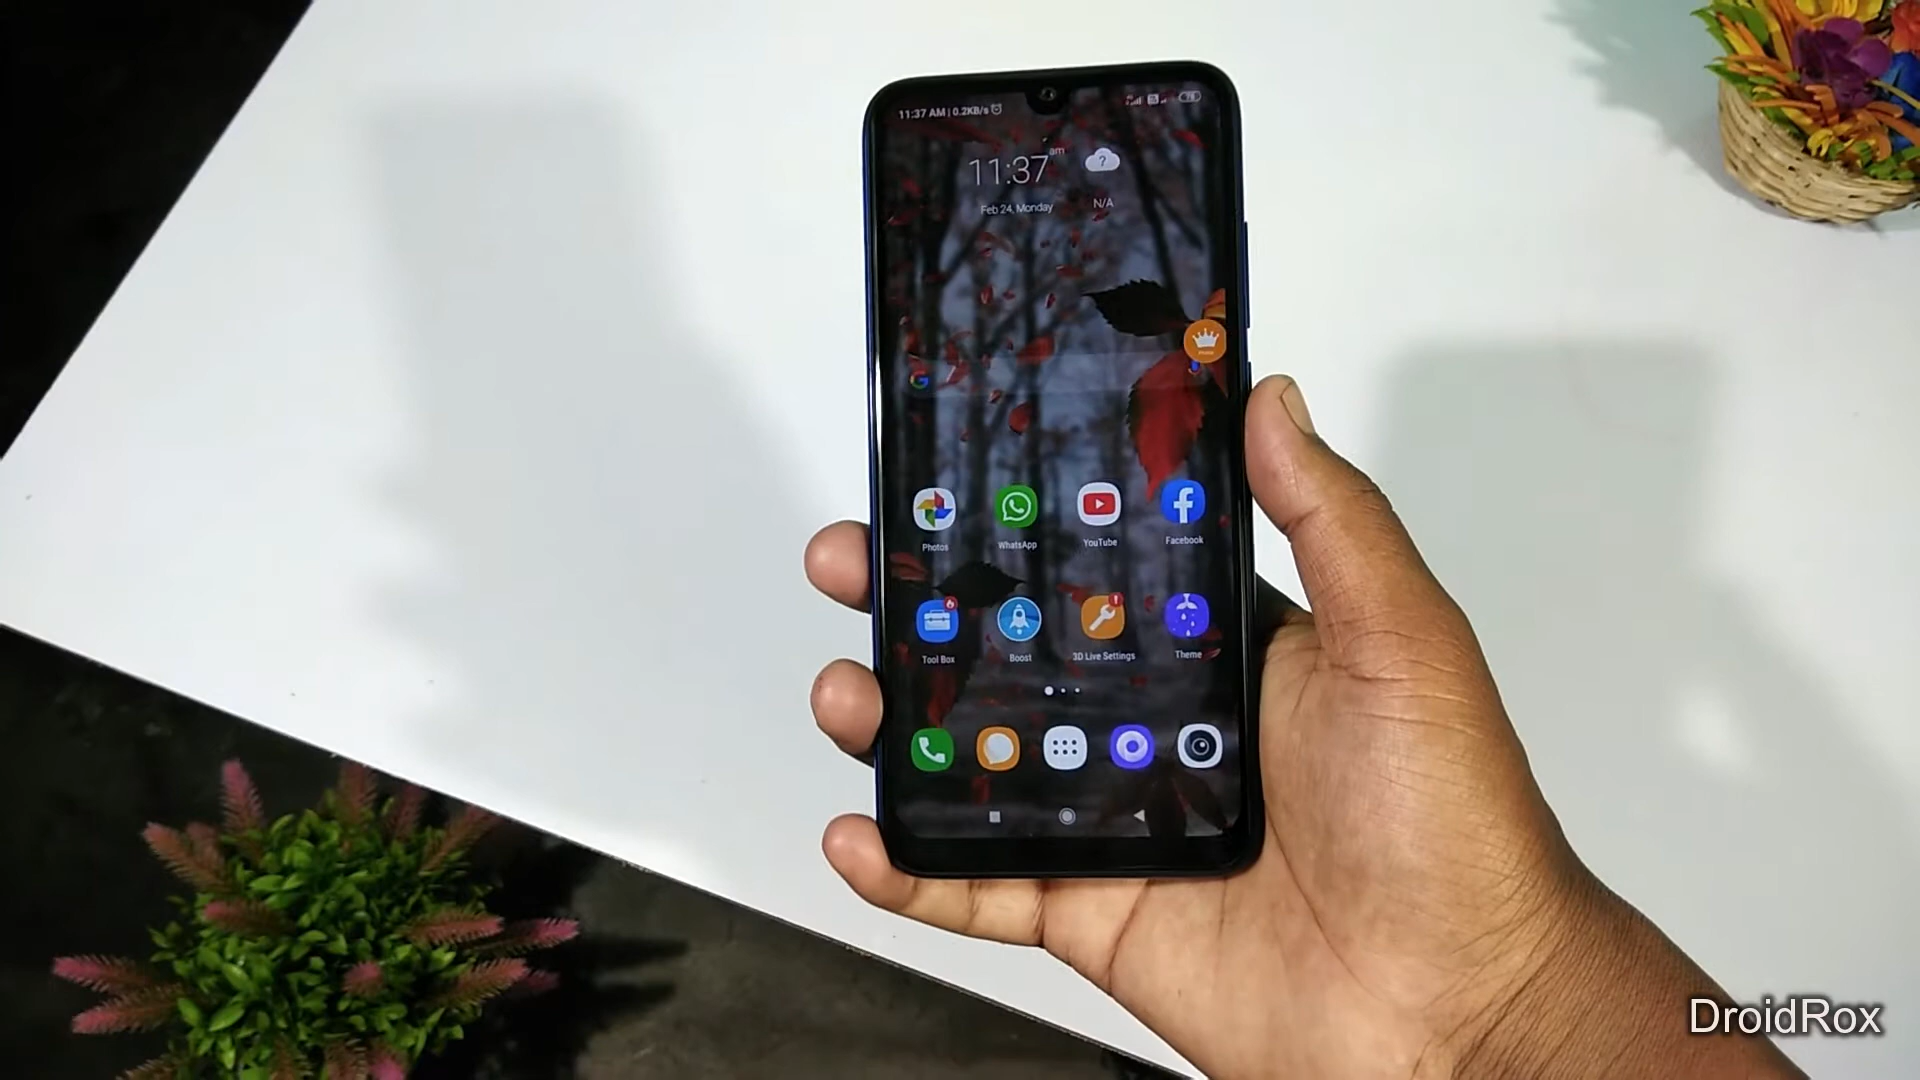 11:37 AM | 0.2KB/s
11:37 am
Feb 24, Monday
N/A
Photos
WhatsApp
YouTube
Facebook
Tool Box
Boost
3D Live Settings
Theme
DroidRox